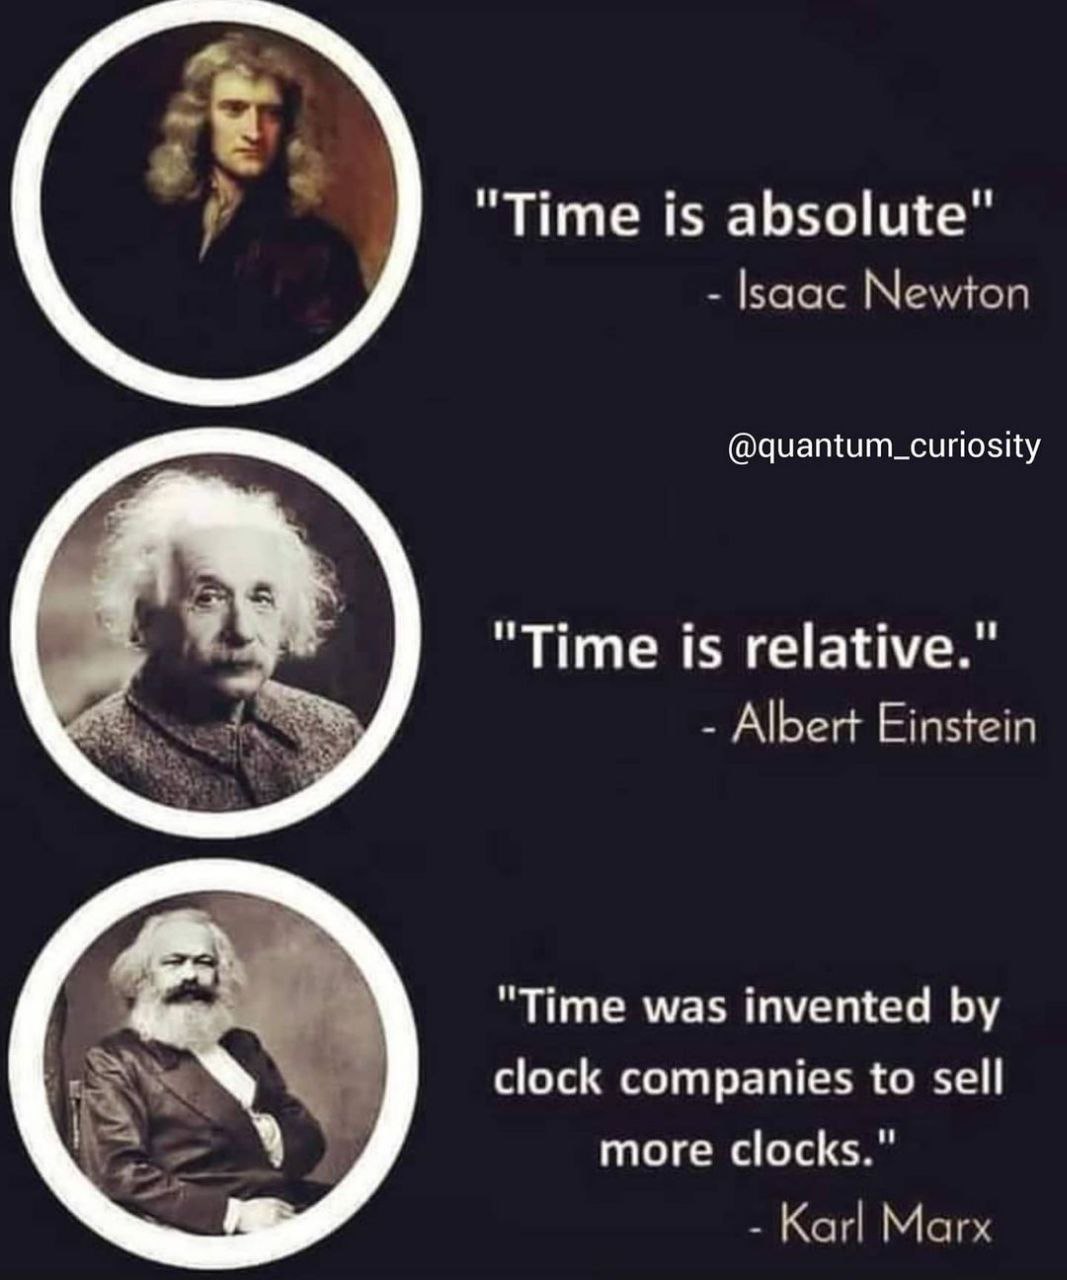 "Time is absolute"
- Isaac Newton
@quantum_curiosity
"Time is relative."
- Albert Einstein
"Time was invented by
clock companies to sell
more clocks."
- Karl Marx